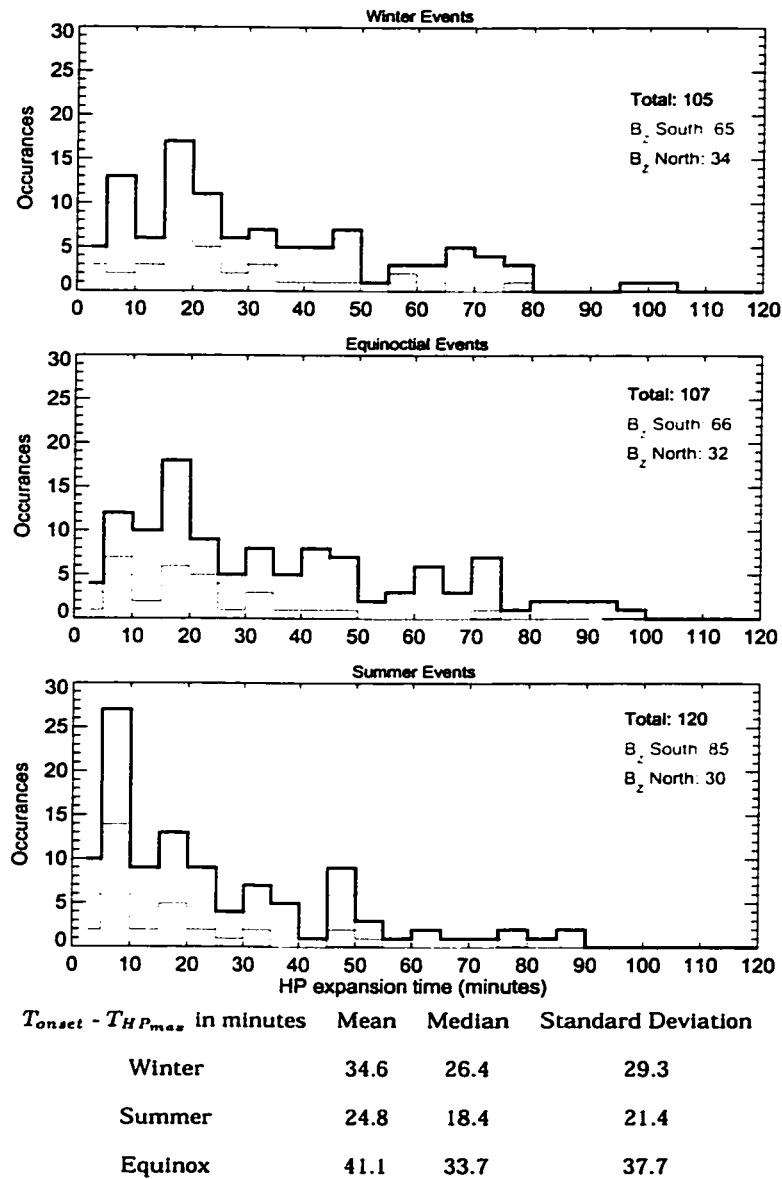 Winter Events
30
20
10
0
Occurances
Total: 105
B_z South: 65
B_z North: 34
0 10 20 30 40 50 60 70 80 90 100 110 120
Equinoctial Events
30
25
20
15
10
5
0
Occurances
Total: 107
B_z South: 66
B_z North: 32
0 10 20 30 40 50 60 70 80 90 100 110 120
Summer Events
30
25
20
15
10
5
0
Occurances
Total: 120
B_z South: 85
B_z North: 30
0 10 20 30 40 50 60 70 80 90 100 110 120
HP expansion time (minutes)
T_onset - T_HP_max in minutes Mean Median Standard Deviation
Winter 34.6 26.4 29.3
Summer 24.8 18.4 21.4
Equinox 41.1 33.7 37.7